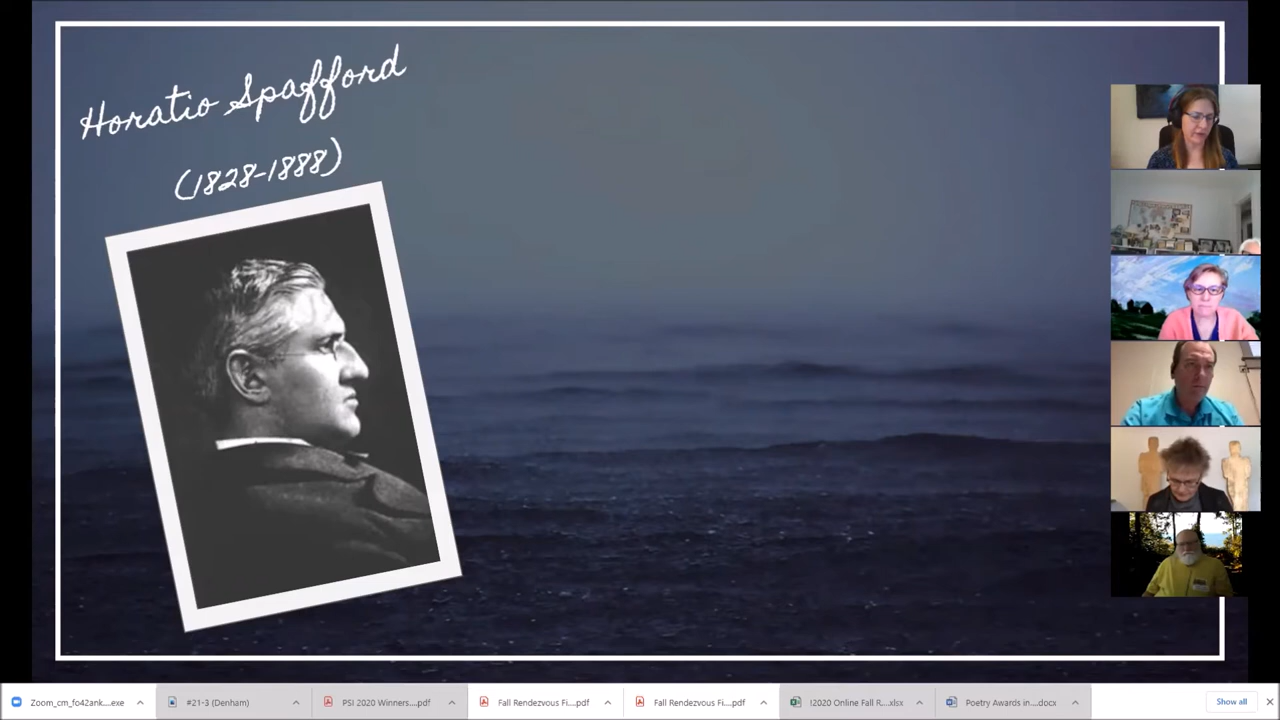 Horatio Spafford
(1828-1888)
Zoom_cm_fo42ank....exe
#21-3 (Denham)
PSI 2020 Winners....pdf
Fall Rendezvous Fi....pdf
Fall Rendezvous Fi....pdf
!2020 Online Fall R....xlsx
Poetry Awards in....docx
Show all